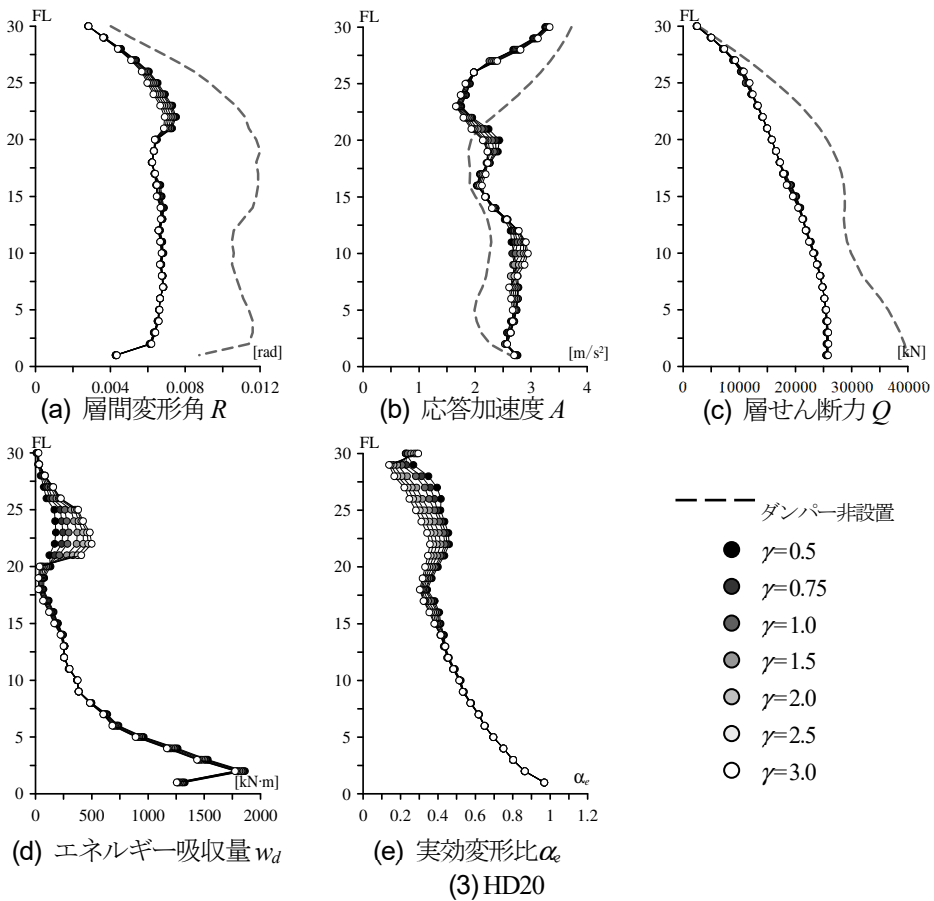 FL
30
25
20
15
10
5
0
0 0.004 0.008 0.012
[rad]
(a) 層間変形角 R
FL
30
25
20
15
10
5
0
0 1 2 3 4
[m/s²]
(b) 応答加速度 A
FL
30
25
20
15
10
5
0
0 10000 20000 30000 40000
[kN]
(c) 層せん断力 Q
FL
30
25
20
15
10
5
0
0 500 1000 1500 2000
[kN·m]
(d) エネルギー吸収量 w_d
FL
30
25
20
15
10
5
0
0 0.2 0.4 0.6 0.8 1 1.2
α_e
(e) 実効変形比α_e
ダンパー非設置
γ=0.5
γ=0.75
γ=1.0
γ=1.5
γ=2.0
γ=2.5
γ=3.0
(3) HD20